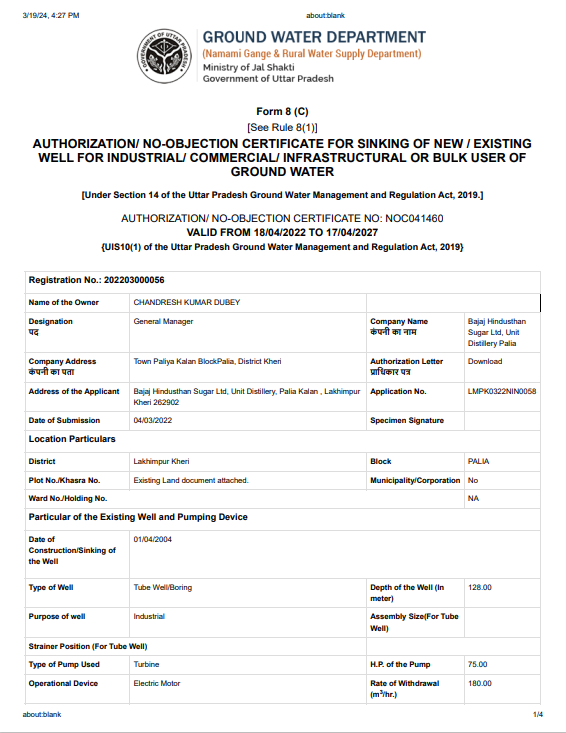 3/19/24, 4:27 PM about:blank
GROUND WATER DEPARTMENT
(Namami Gange & Rural Water Supply Department)
Ministry of Jal Shakti
Government of Uttar Pradesh
Form 8 (C)
[See Rule 8(1)]
AUTHORIZATION/ NO-OBJECTION CERTIFICATE FOR SINKING OF NEW / EXISTING
WELL FOR INDUSTRIAL/ COMMERCIAL/ INFRASTRUCTURAL OR BULK USER OF
GROUND WATER
[Under Section 14 of the Uttar Pradesh Ground Water Management and Regulation Act, 2019.]
AUTHORIZATION/ NO-OBJECTION CERTIFICATE NO: NOC041460
VALID FROM 18/04/2022 TO 17/04/2027
{UIS10(1) of the Uttar Pradesh Ground Water Management and Regulation Act, 2019}
Registration No.: 202203000056
Name of the Owner CHANDRESH KUMAR DUBEY
Designation General Manager Company Name Bajaj Hindusthan
पद कंपनी का नाम Sugar Ltd, Unit
Distillery Palia
Company Address Town Paliya Kalan BlockPalia, District Kheri Authorization Letter Download
कंपनी का पता प्राधिकार पत्र
Address of the Applicant Bajaj Hindusthan Sugar Ltd, Unit Distillery, Palia Kalan , Lakhimpur Application No. LMPK0322NIN0058
Kheri 262902
Date of Submission 04/03/2022 Specimen Signature
Location Particulars
District Lakhimpur Kheri Block PALIA
Plot No./Khasra No. Existing Land document attached. Municipality/Corporation No
Ward No./Holding No. NA
Particular of the Existing Well and Pumping Device
Date of 01/04/2004
Construction/Sinking of
the Well
Type of Well Tube Well/Boring Depth of the Well (In 128.00
meter)
Purpose of well Industrial Assembly Size(For Tube
Well)
Strainer Position (For Tube Well)
Type of Pump Used Turbine H.P. of the Pump 75.00
Operational Device Electric Motor Rate of Withdrawal 180.00
(m³/hr.)
about:blank 1/4